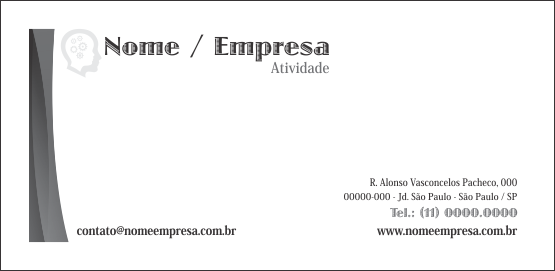 Nome / Empresa
Atividade
R. Alonso Vasconcelos Pacheco, 000
00000-000 - Jd. São Paulo - São Paulo / SP
Tel.: (11) 0000.0000
contato@nomeempresa.com.br
www.nomeempresa.com.br